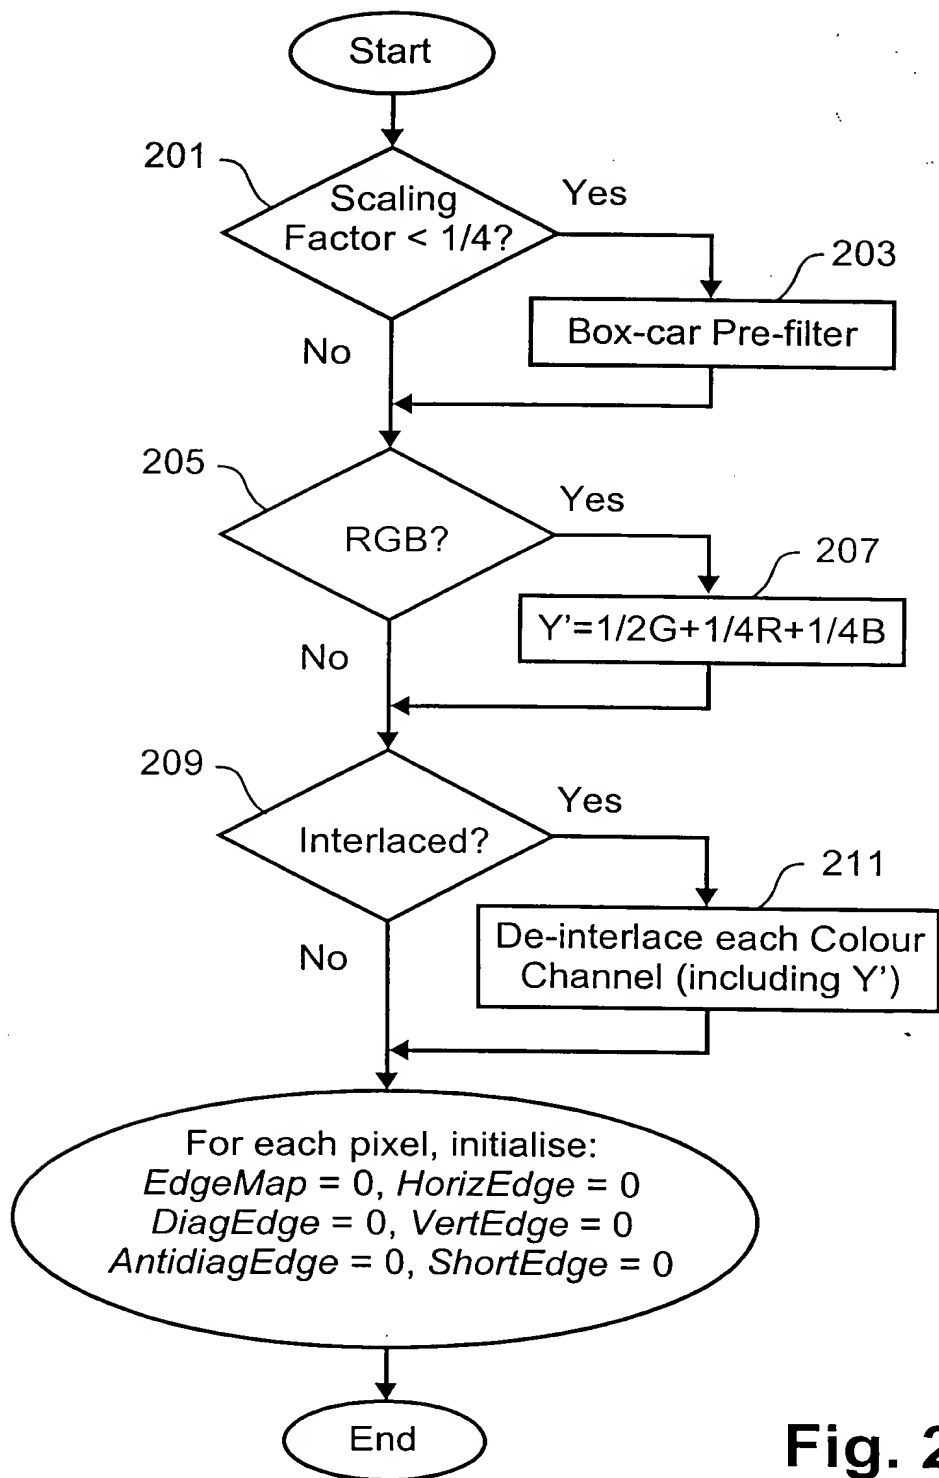 Start
201
Scaling
Factor < 1/4?
Yes
203
Box-car Pre-filter
No
205
RGB?
Yes
207
Y’=1/2G+1/4R+1/4B
No
209
Interlaced?
Yes
211
De-interlace each Colour
Channel (including Y’)
No
For each pixel, initialise:
EdgeMap = 0, HorizEdge = 0
DiagEdge = 0, VertEdge = 0
AntidiagEdge = 0, ShortEdge = 0
End
Fig. 2